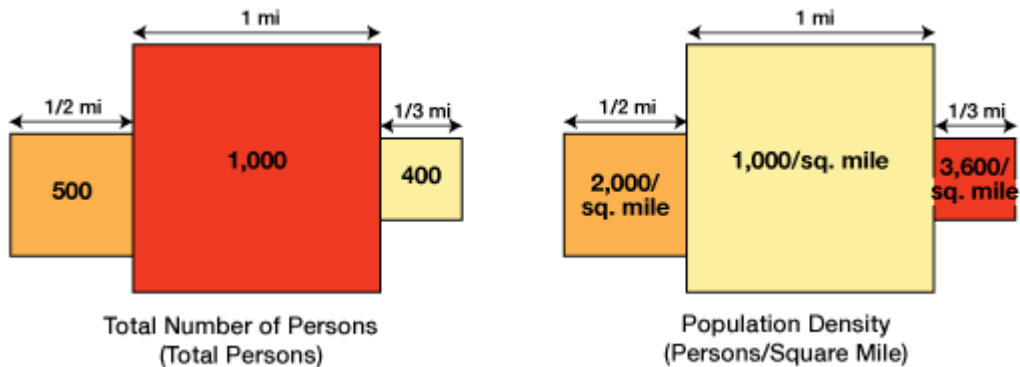 1 mi
1/2 mi
1/3 mi
500
1,000
400
Total Number of Persons
(Total Persons)
1 mi
1/2 mi
1/3 mi
2,000/
sq. mile
1,000/sq. mile
3,600/
sq. mile
Population Density
(Persons/Square Mile)